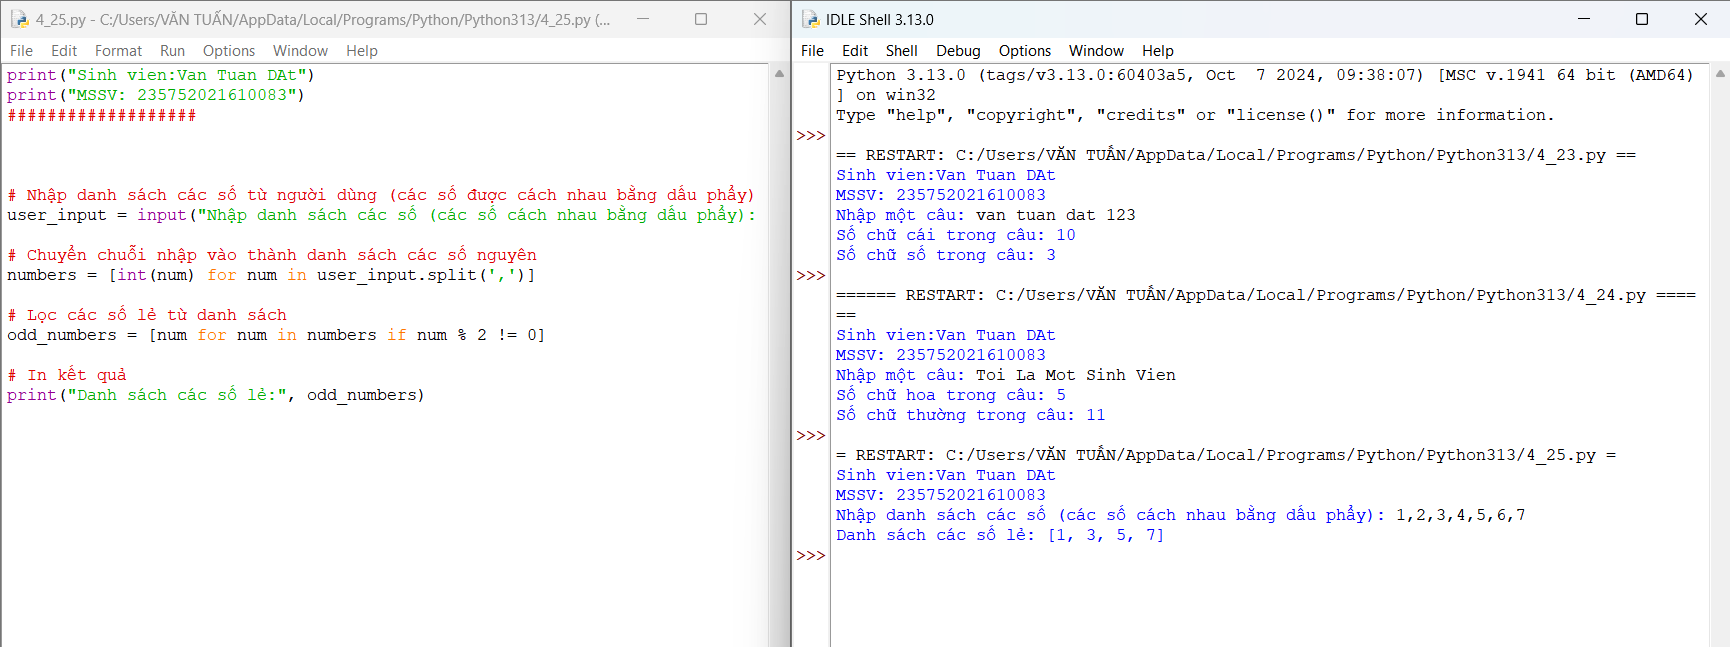 4_25.py - C:/Users/VĂN TUẤN/AppData/Local/Programs/Python/Python313/4_25.py (...
File Edit Format Run Options Window Help
print("Sinh vien:Van Tuan DAt")
print("MSSV: 235752021610083")
###################
# Nhập danh sách các số từ người dùng (các số được cách nhau bằng dấu phẩy)
user_input = input("Nhập danh sách các số (các số cách nhau bằng dấu phẩy):
# Chuyển chuỗi nhập vào thành danh sách các số nguyên
numbers = [int(num) for num in user_input.split(',')]
# Lọc các số lẻ từ danh sách
odd_numbers = [num for num in numbers if num % 2 != 0]
# In kết quả
print("Danh sách các số lẻ:", odd_numbers)
IDLE Shell 3.13.0
File Edit Shell Debug Options Window Help
Python 3.13.0 (tags/v3.13.0:60403a5, Oct  7 2024, 09:38:07) [MSC v.1941 64 bit (AMD64)
] on win32
Type "help", "copyright", "credits" or "license()" for more information.
>>>
== RESTART: C:/Users/VĂN TUẤN/AppData/Local/Programs/Python/Python313/4_23.py ==
Sinh vien:Van Tuan DAt
MSSV: 235752021610083
Nhập một câu: van tuan dat 123
Số chữ cái trong câu: 10
Số chữ số trong câu: 3
>>>
====== RESTART: C:/Users/VĂN TUẤN/AppData/Local/Programs/Python/Python313/4_24.py ====
==
Sinh vien:Van Tuan DAt
MSSV: 235752021610083
Nhập một câu: Toi La Mot Sinh Vien
Số chữ hoa trong câu: 5
Số chữ thường trong câu: 11
>>>
= RESTART: C:/Users/VĂN TUẤN/AppData/Local/Programs/Python/Python313/4_25.py =
Sinh vien:Van Tuan DAt
MSSV: 235752021610083
Nhập danh sách các số (các số cách nhau bằng dấu phẩy): 1,2,3,4,5,6,7
Danh sách các số lẻ: [1, 3, 5, 7]
>>>